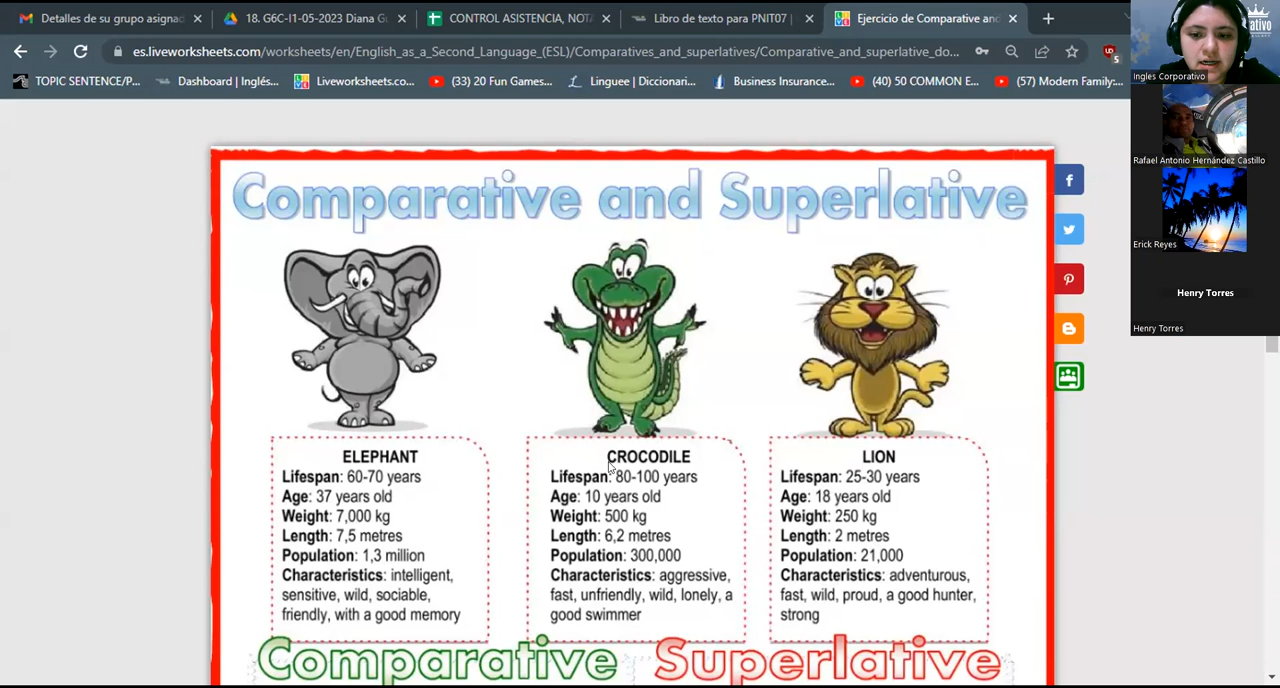 Detalles de su grupo asignad
18. G6C-I1-05-2023 Diana Gu
CONTROL ASISTENCIA, NOTA
Libro de texto para PNIT07 |
Ejercicio de Comparative and
es.liveworksheets.com/worksheets/en/English_as_a_Second_Language_(ESL)/Comparatives_and_superlatives/Comparative_and_superlative_do...
5
TOPIC SENTENCE/P...
Dashboard | Inglés...
Liveworksheets.co...
(33) 20 Fun Games...
Linguee | Diccionari...
Business Insurance...
(40) 50 COMMON E...
(57) Modern Family:...
Ingles Corporativo
Rafael Antonio Hernández Castillo
Erick Reyes
Henry Torres
Henry Torres
Comparative and Superlative
ELEPHANT
Lifespan: 60-70 years
Age: 37 years old
Weight: 7,000 kg
Length: 7,5 metres
Population: 1,3 million
Characteristics: intelligent,
sensitive, wild, sociable,
friendly, with a good memory
CROCODILE
Lifespan: 80-100 years
Age: 10 years old
Weight: 500 kg
Length: 6,2 metres
Population: 300,000
Characteristics: aggressive,
fast, unfriendly, wild, lonely, a
good swimmer
LION
Lifespan: 25-30 years
Age: 18 years old
Weight: 250 kg
Length: 2 metres
Population: 21,000
Characteristics: adventurous,
fast, wild, proud, a good hunter,
strong
Comparative
Superlative